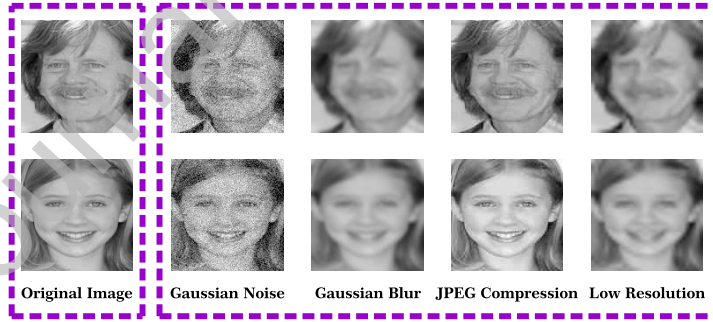 Original Image
Gaussian Noise
Gaussian Blur
JPEG Compression
Low Resolution